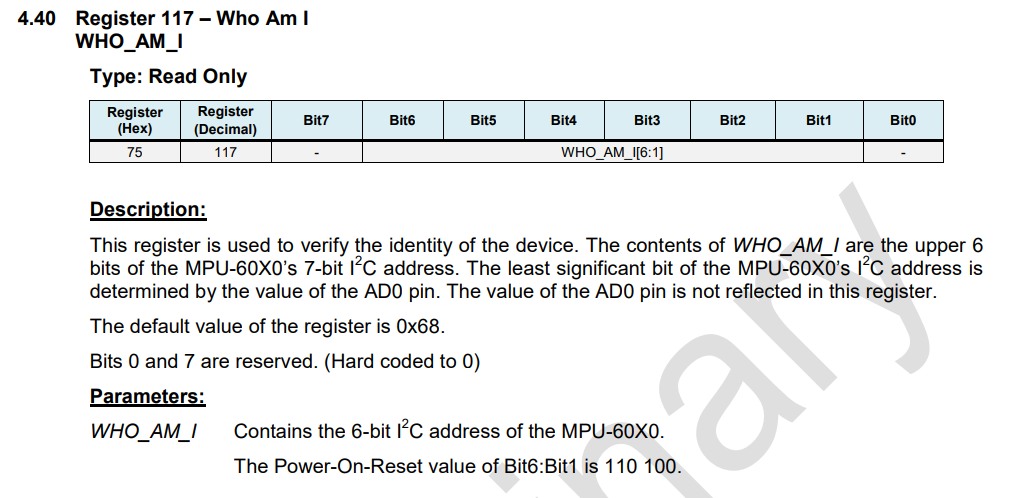 4.40 Register 117 – Who Am I
WHO_AM_I
Type: Read Only
Register (Hex) Register (Decimal) Bit7 Bit6 Bit5 Bit4 Bit3 Bit2 Bit1 Bit0
75 117 - WHO_AM_I[6:1] -
Description:
This register is used to verify the identity of the device. The contents of WHO_AM_I are the upper 6
bits of the MPU-60X0's 7-bit I²C address. The least significant bit of the MPU-60X0's I²C address is
determined by the value of the AD0 pin. The value of the AD0 pin is not reflected in this register.
The default value of the register is 0x68.
Bits 0 and 7 are reserved. (Hard coded to 0)
Parameters:
WHO_AM_I Contains the 6-bit I²C address of the MPU-60X0.
The Power-On-Reset value of Bit6:Bit1 is 110 100.
inary